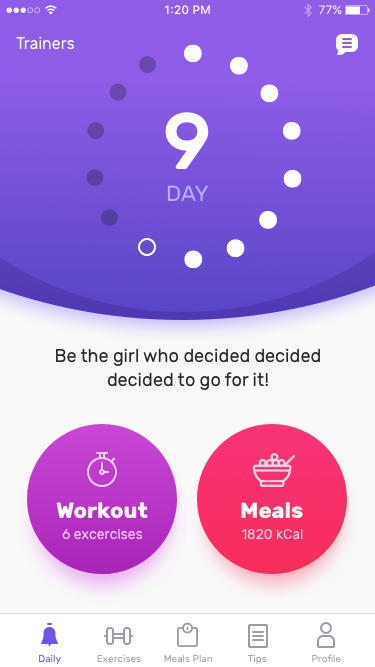 1:20 PM
77%
Trainers
9
DAY
Be the girl who decided decided
decided to go for it!
Workout
6 excercises
Meals
1820 kCal
Daily
Exercises
Meals Plan
Tips
Profile